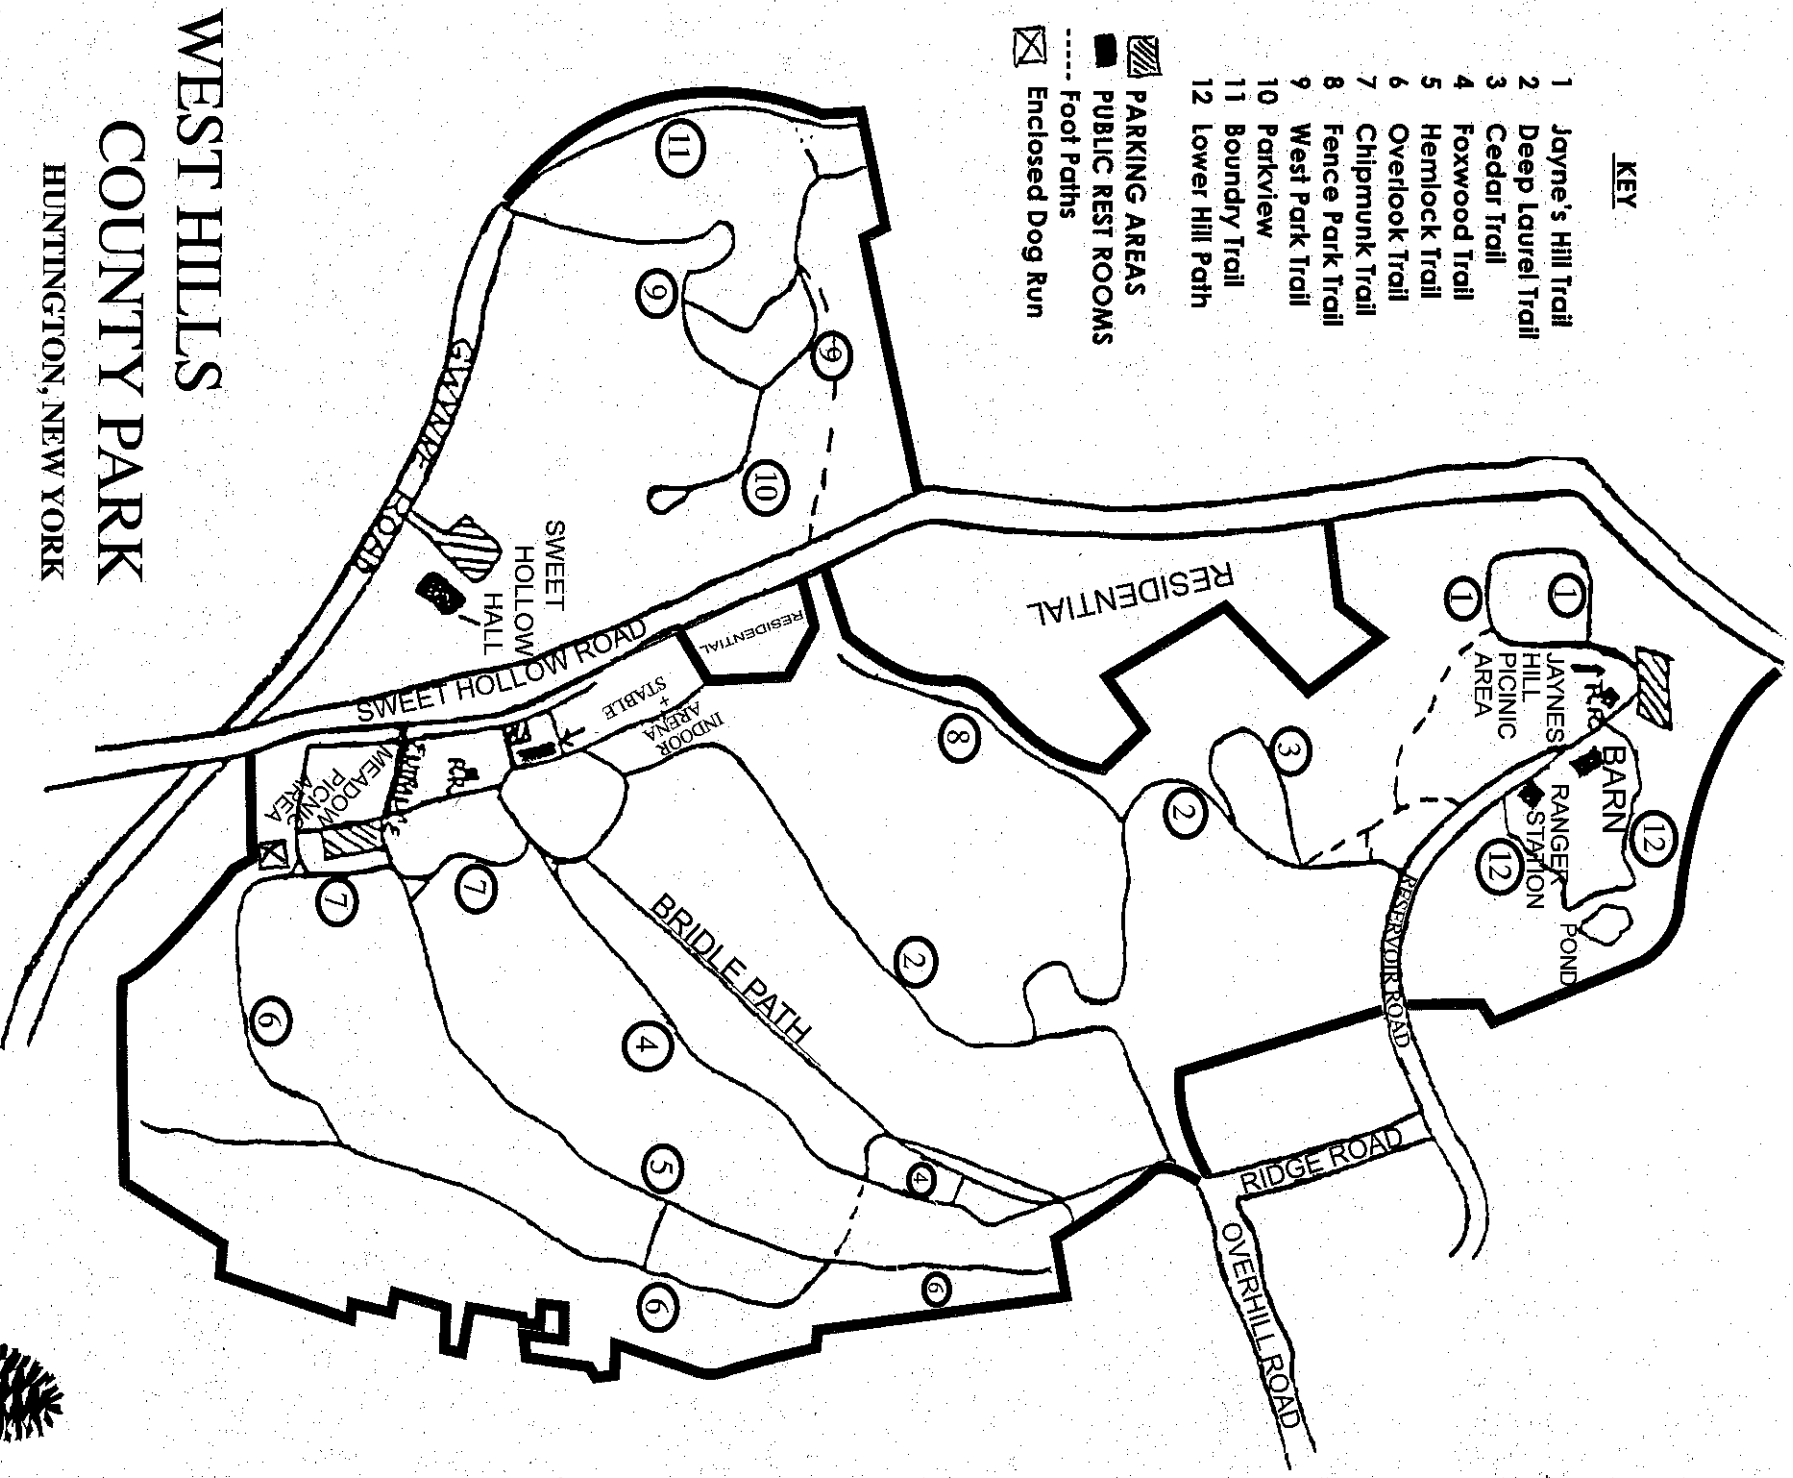 WEST HILLS
COUNTY PARK
HUNTINGTON, NEW YORK
KEY
1 Jayne's Hill Trail
2 Deep Laurel Trail
3 Cedar Trail
4 Foxwood Trail
5 Hemlock Trail
6 Overlook Trail
7 Chipmunk Trail
8 Fence Park Trail
9 West Park Trail
10 Parkview
11 Boundry Trail
12 Lower Hill Path
PARKING AREAS
PUBLIC REST ROOMS
Foot Paths
Enclosed Dog Run
1
1
JAYNES
HILL
PICINIC
AREA
R.R.
BARN
RANGER
STATION
12
12
POND
RESERVOIR ROAD
RIDGE ROAD
OVERHILL ROAD
RESIDENTIAL
3
2
8
2
11
9
9
10
GWYNNE ROAD
SWEET
HOLLOW
HALL
SWEET HOLLOW ROAD
RESIDENTIAL
STABLE
+
INDOOR
ARENA
R.R.
MEADOW
PICNIC
AREA
7
7
BRIDLE PATH
6
4
5
4
6
6